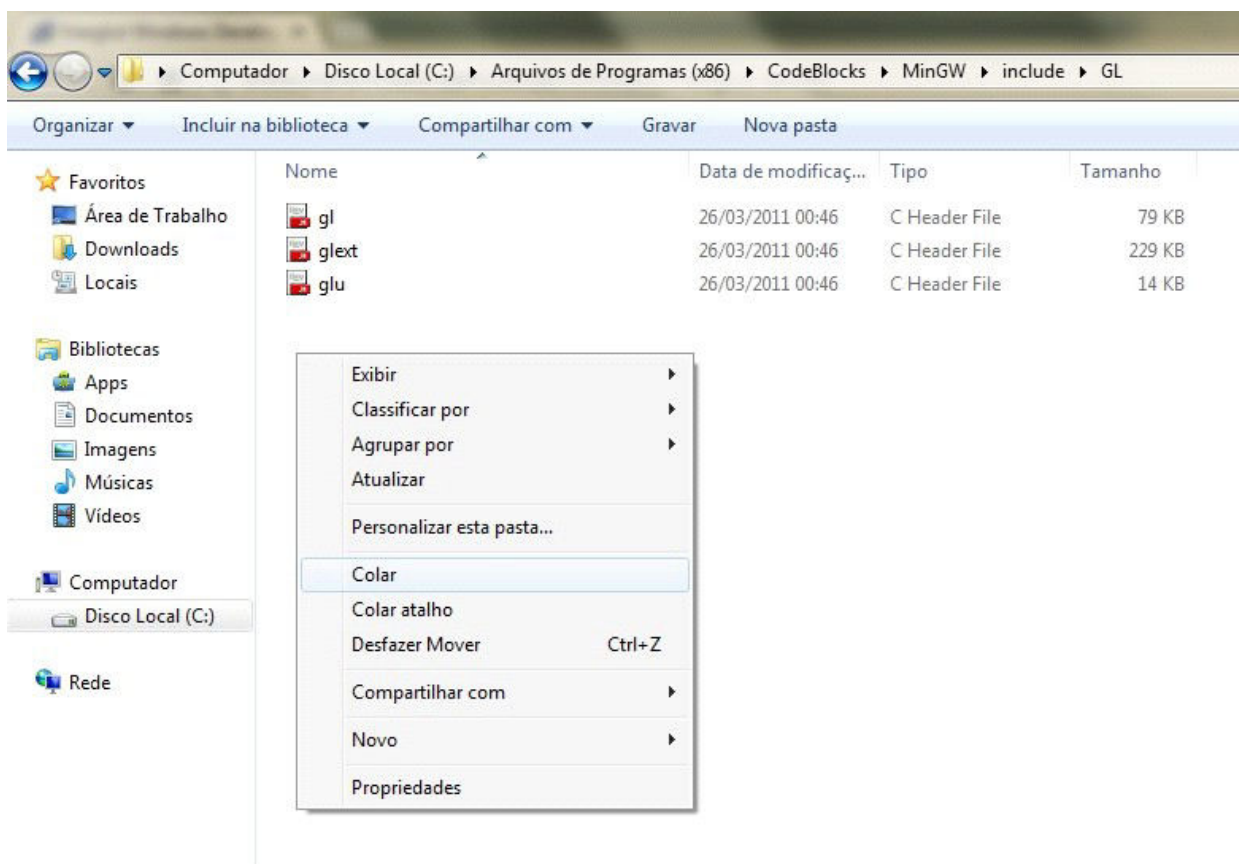 Computador Disco Local (C:) Arquivos de Programas (x86) CodeBlocks MinGW include GL
Organizar Incluir na biblioteca Compartilhar com Gravar Nova pasta
Favoritos
Área de Trabalho
Downloads
Locais
Bibliotecas
Apps
Documentos
Imagens
Músicas
Vídeos
Computador
Disco Local (C:)
Rede
Nome Data de modificaç... Tipo Tamanho
gl 26/03/2011 00:46 C Header File 79 KB
glext 26/03/2011 00:46 C Header File 229 KB
glu 26/03/2011 00:46 C Header File 14 KB
Exibir
Classificar por
Agrupar por
Atualizar
Personalizar esta pasta...
Colar
Colar atalho
Desfazer Mover Ctrl+Z
Compartilhar com
Novo
Propriedades